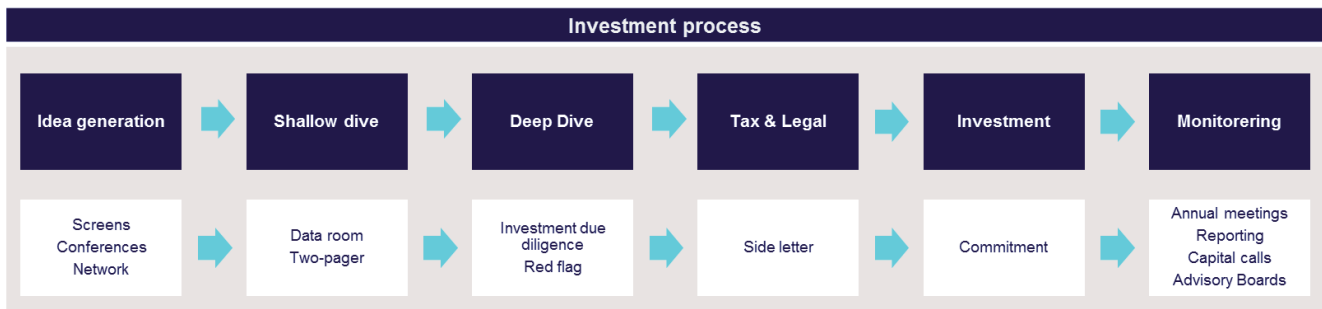 Investment process
Idea generation
Shallow dive
Deep Dive
Tax & Legal
Investment
Monitorering
Screens
Conferences
Network
Data room
Two-pager
Investment due
diligence
Red flag
Side letter
Commitment
Annual meetings
Reporting
Capital calls
Advisory Boards